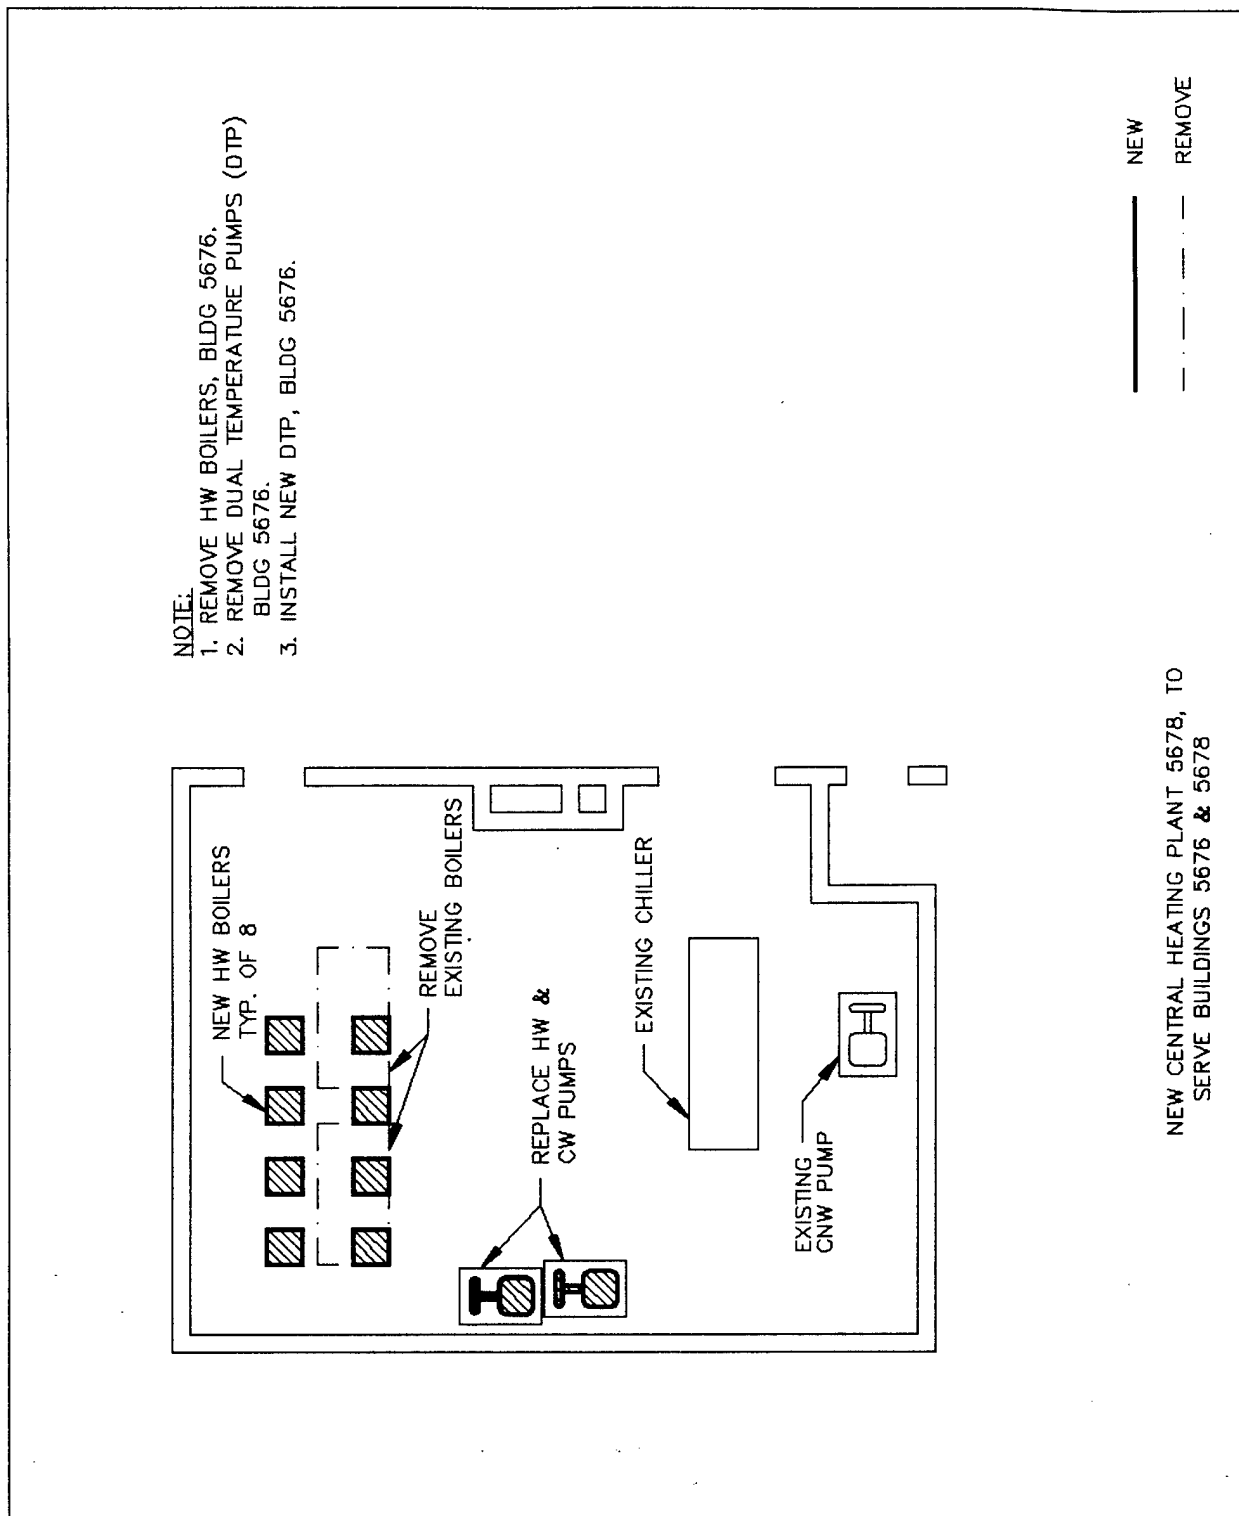 NOTE:
1. REMOVE HW BOILERS, BLDG 5676.
2. REMOVE DUAL TEMPERATURE PUMPS (DTP)
BLDG 5676.
3. INSTALL NEW DTP, BLDG 5676.
NEW HW BOILERS
TYP. OF 8
REMOVE
EXISTING BOILERS
REPLACE HW &
CW PUMPS
EXISTING CHILLER
EXISTING
CNW PUMP
NEW
REMOVE
NEW CENTRAL HEATING PLANT 5678, TO
SERVE BUILDINGS 5676 & 5678